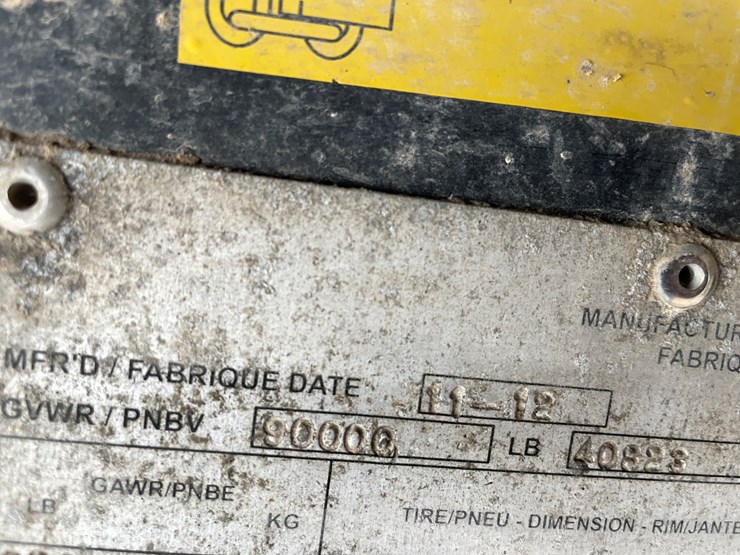 MANUFACTUR
FABRIQ
MFR'D / FABRIQUE DATE 11-12
GVWR / PNBV 90000 LB 40823
GAWR/PNBE
LB KG
TIRE/PNEU - DIMENSION - RIM/JANTE